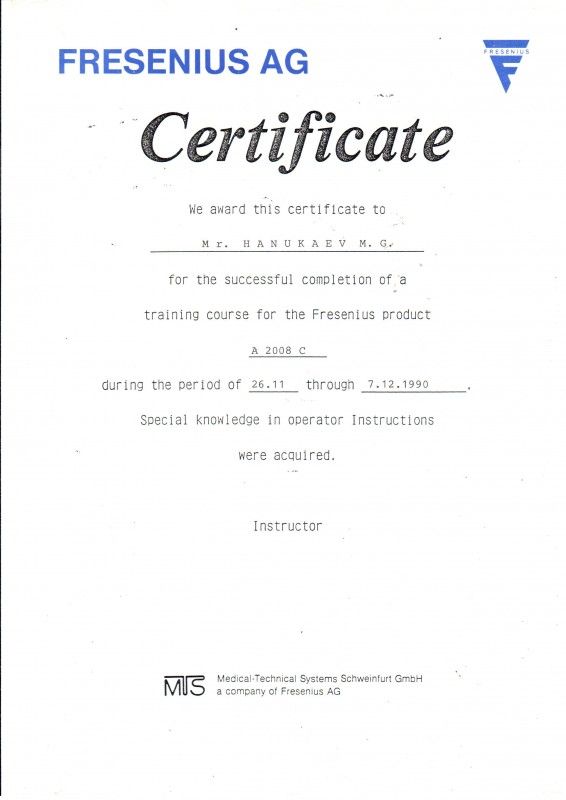 FRESENIUS AG
FRESENIUS
Certificate
We award this certificate to
Mr. HANUKAEV M. G.
for the successful completion of a
training course for the Fresenius product
A 2008 C
during the period of 26.11 through 7.12.1990 .
Special knowledge in operator Instructions
were acquired.
Instructor
MTS Medical-Technical Systems Schweinfurt GmbH
a company of Fresenius AG